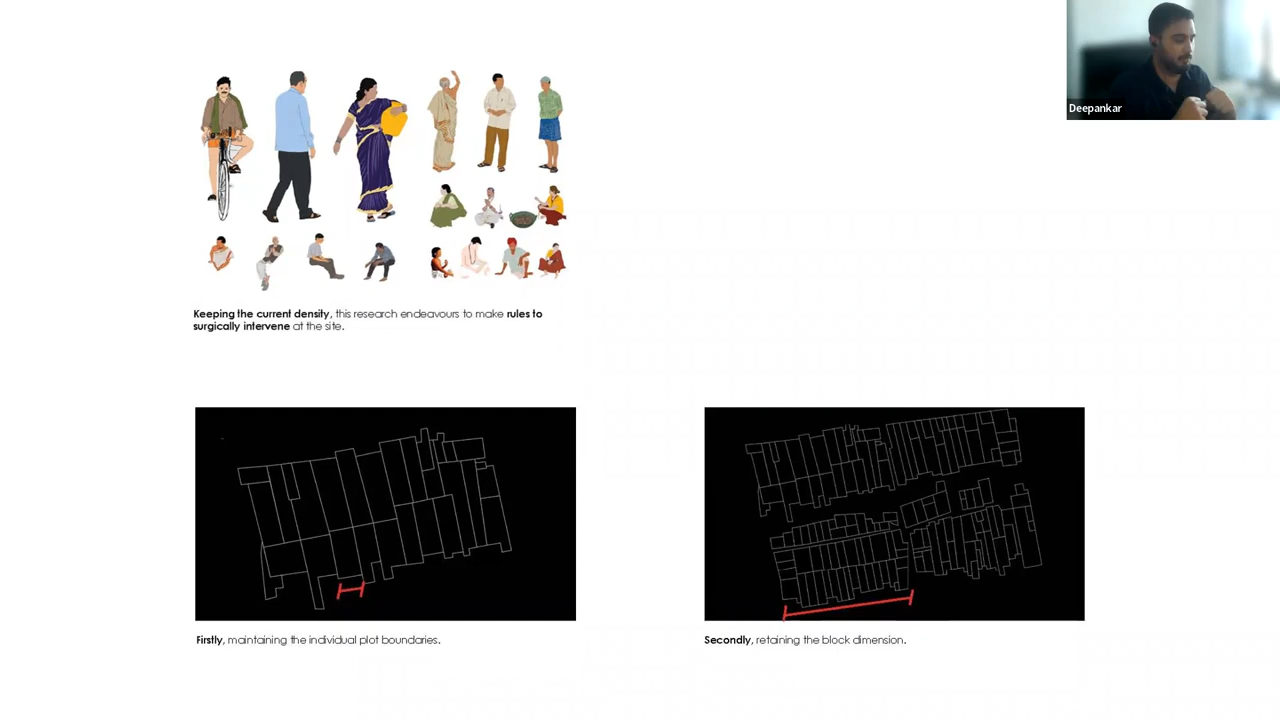 Deepankar
Keeping the current density, this research endeavours to make rules to
surgically intervene at the site.
Firstly, maintaining the individual plot boundaries.
Secondly, retaining the block dimension.